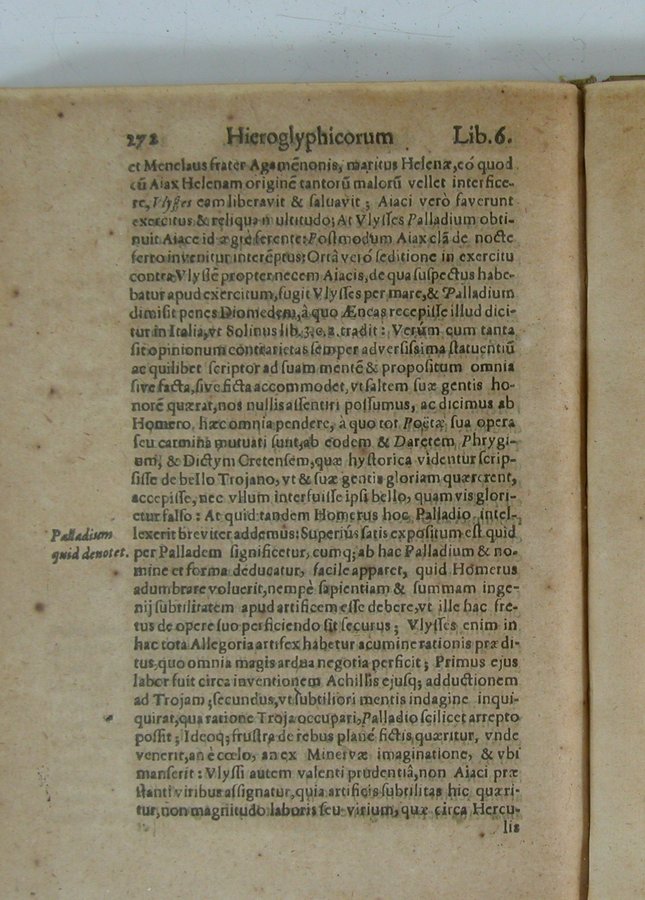 272 Hieroglyphicorum Lib. 6.
et Menelaus frater Agamẽnonis, maritus Helenæ, eó quod
cũ Aiax Helenam originẽ tantorũ malorũ vellet interfice-
re, Vlysses eam liberavit & saluavit; Aiaci verò faverunt
exercitus & reliqua multitudo; At Vlysses Palladium obti-
nuit Aiace id ægrè ferente: Postmodum Aiax clã de nocte
ferro invenitur interẽptus; Ortâ verò seditione in exercitu
contra Vlyssẽ propter necem Aiacis, de qua suspectus habe-
batur apud exercitum, fugit Vlysses per mare, & Palladium
dimisit penes Diomedem, à quo Æneas recepisse illud dici-
tur in Italia, vt Solinus lib. 3. c. 2. tradit: Verùm cum tanta
sit opinionum contrarietas semper adversissima statuentiũ
ac quilibet scriptor ad suam mentẽ & propositum omnia
sive facta, sive ficta accommodet, vt saltem suæ gentis ho-
norẽ quærat, nos nullis assentiri possumus, ac dicimus ab
Homero hæc omnia pendere, à quo tot Poetæ sua opera
seu carmina mutuati sunt, ab eodem & Daretem Phrygi-
um, & Dictym Cretensem, quæ hystorica videntur scrip-
sisse de bello Trojano, vt & suæ gentis gloriam quærerent,
accepisse, nec vllum interfuisse ipsi bello, quamvis glori-
etur falso: At quid tandem Homerus hoc Palladio intel-
Palladium
quid denotet.
lexerit breviter addemus: Superiùs satis expositum est quid
per Palladem significetur, cumq; ab hac Palladium & no-
mine et forma deducatur, facile apparet, quid Homerus
adumbrare voluerit, nempè sapientiam & summam inge-
nij subtilitatem apud artificem esse debere, vt ille hac fre-
tus de opere suo perficiendo sit securus; Vlysses enim in
hac tota Allegoria artifex habetur acumine rationis prædi-
tus, quo omnia magis ardua negotia perficit; Primus ejus
labor fuit circa inventionem Achillis ejusq; adductionem
ad Trojam; secundus, vt subtiliori mentis indagine inqui-
quirat, qua ratione Troja occupari, Palladio scilicet arrepto
possit; Ideoq; frustra de rebus planè fictis quæritur, vnde
venerit, an è cœlo, an ex Minervæ imaginatione, & vbi
manserit: Vlyssi autem valenti prudentiâ, non Aiaci præ
stanti viribus assignatur, quia artificis subtilitas hic quæri-
tur, non magnitudo laboris seu virium, quæ circa Hercu-
lis